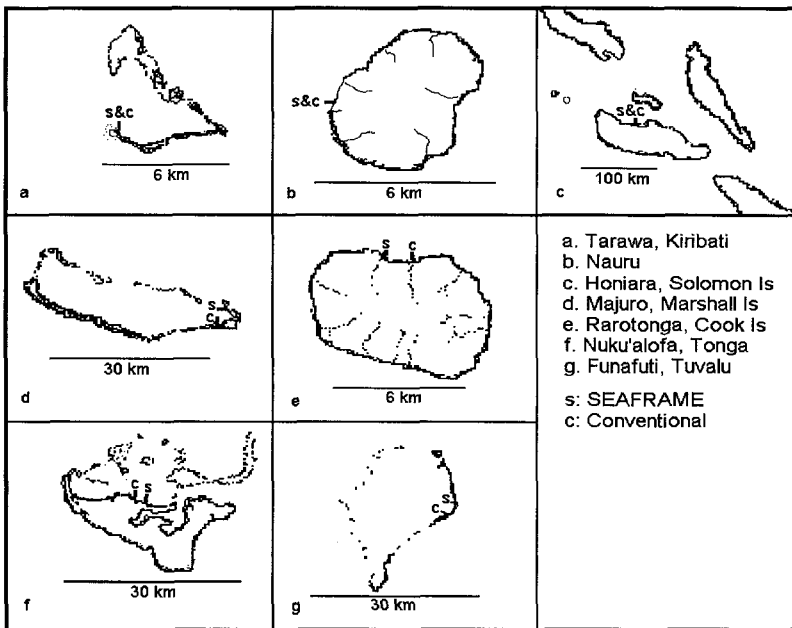 s&c
6 km
a
s&c
6 km
b
s&c
100 km
c
s
c
30 km
d
s c
6 km
e
a. Tarawa, Kiribati
b. Nauru
c. Honiara, Solomon Is
d. Majuro, Marshall Is
e. Rarotonga, Cook Is
f. Nuku'alofa, Tonga
g. Funafuti, Tuvalu
s: SEAFRAME
c: Conventional
c s
30 km
f
s
c
30 km
g